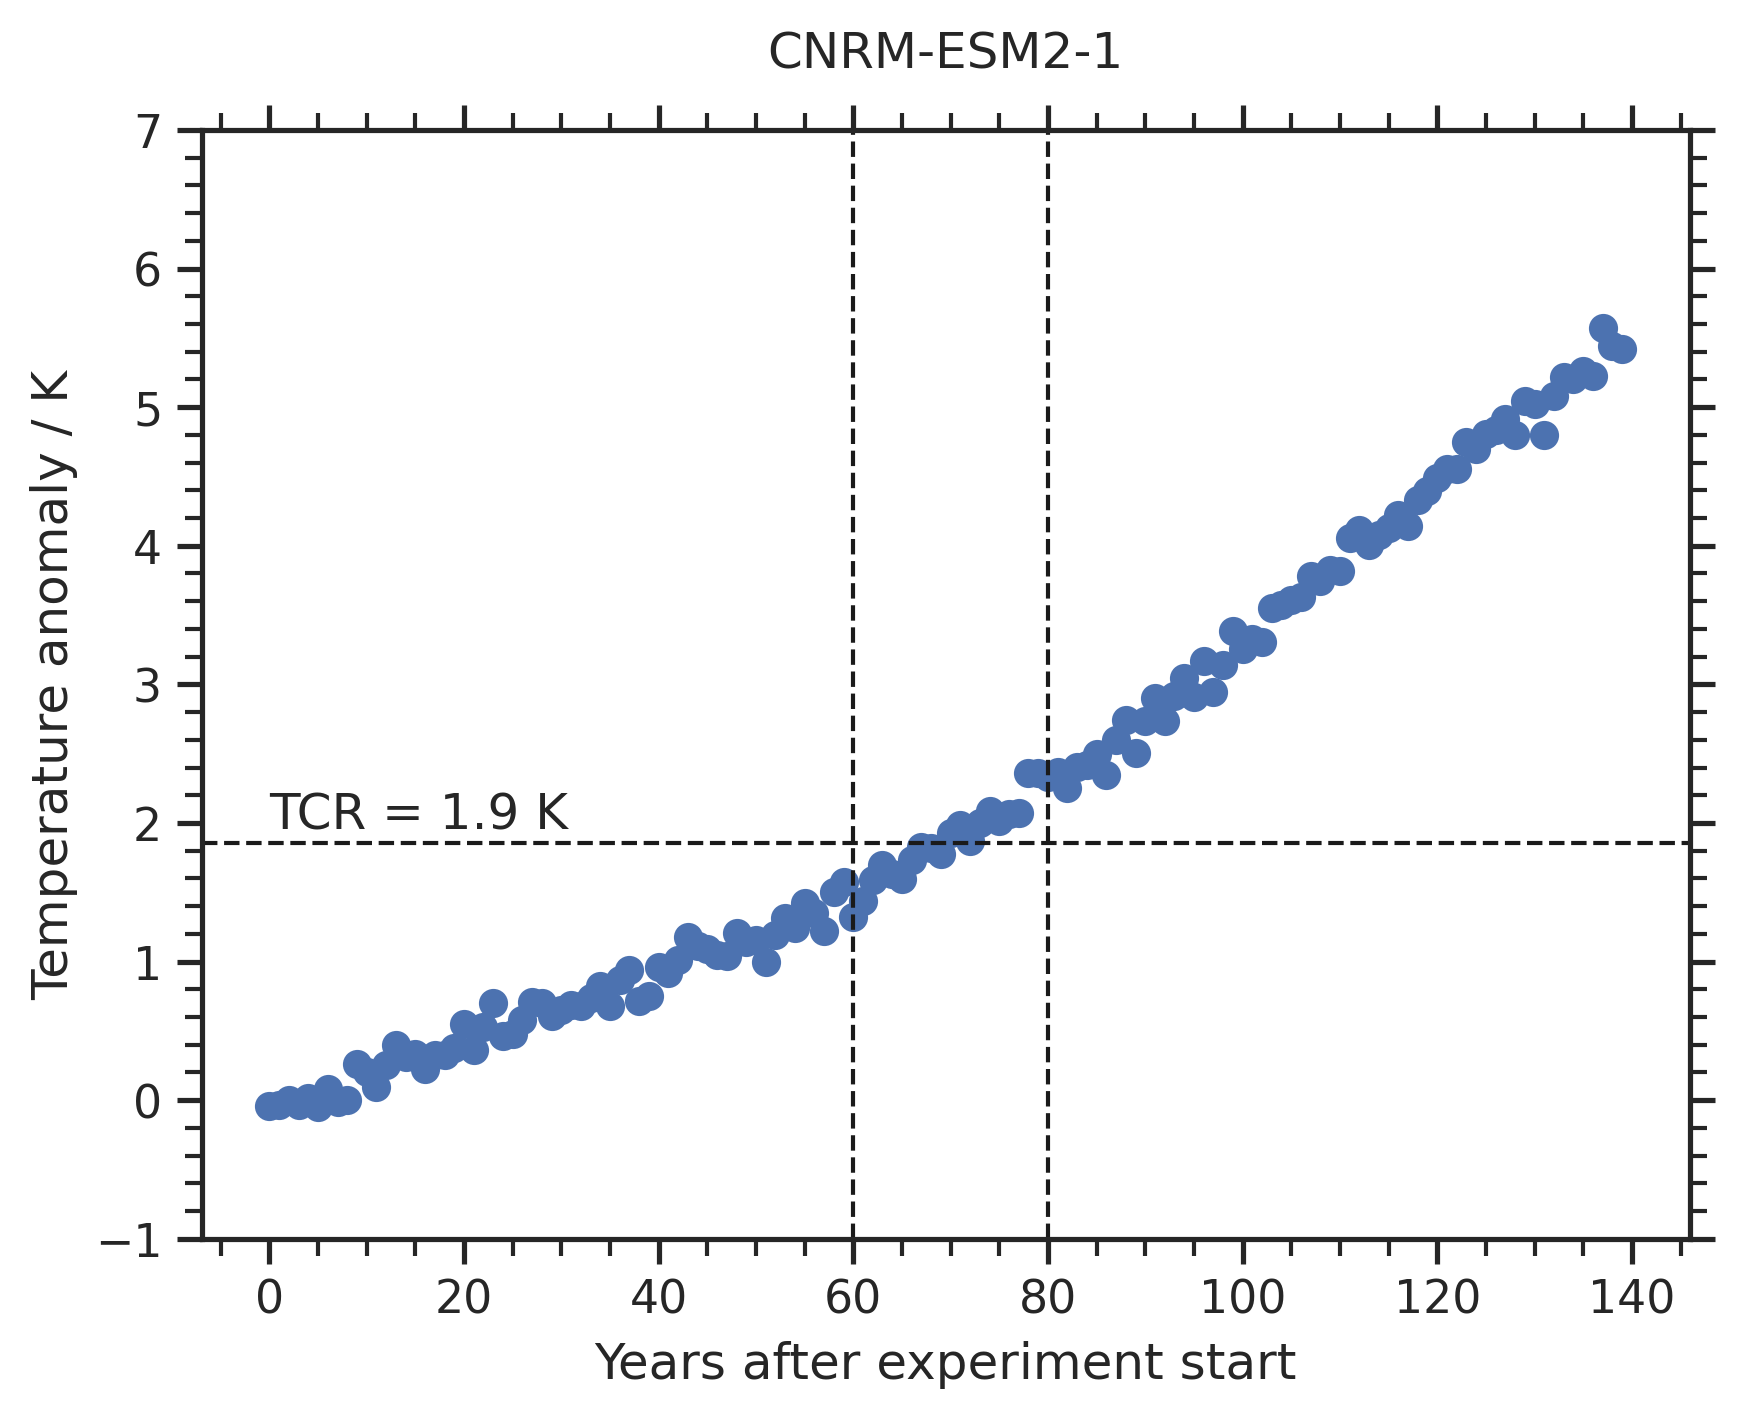 CNRM-ESM2-1
7
6
5
4
3
2
1
0
−1
Temperature anomaly / K
TCR = 1.9 K
0 20 40 60 80 100 120 140
Years after experiment start